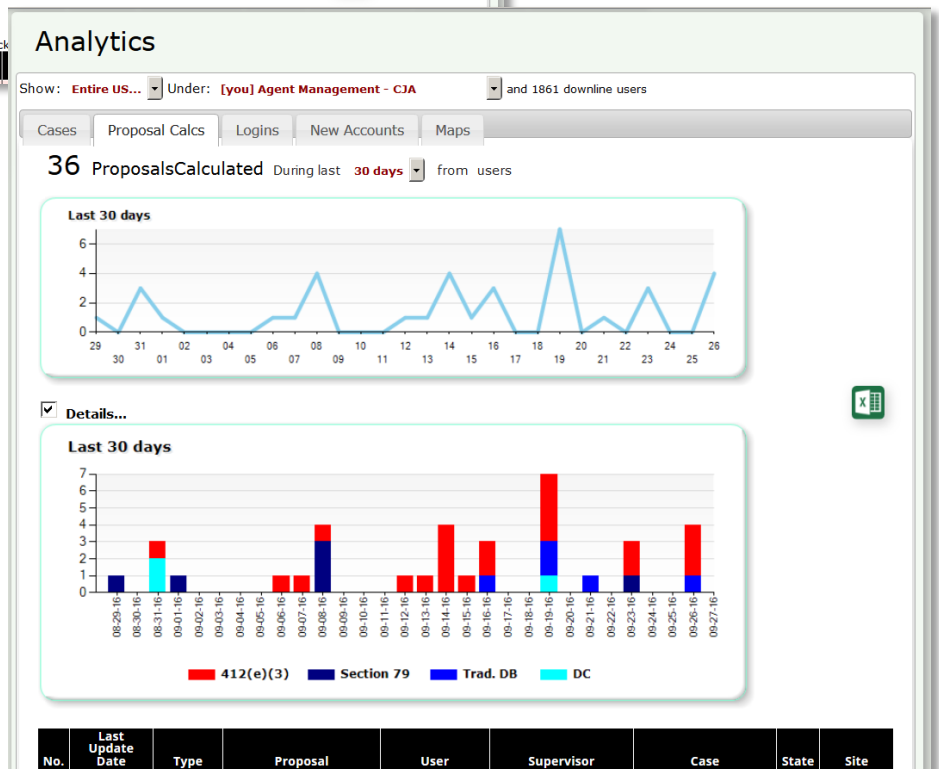 ck
Analytics
Show: Entire US... Under: [you] Agent Management - CJA and 1861 downline users
Cases Proposal Calcs Logins New Accounts Maps
36 ProposalsCalculated During last 30 days from users
Last 30 days
6
4
2
0
29 30 31 01 02 03 04 05 06 07 08 09 10 11 12 13 14 15 16 17 18 19 20 21 22 23 24 25 26
Details...
X
Last 30 days
7
6
5
4
3
2
1
0
08-29-16 08-30-16 08-31-16 09-01-16 09-02-16 09-03-16 09-04-16 09-05-16 09-06-16 09-07-16 09-08-16 09-09-16 09-10-16 09-11-16 09-12-16 09-13-16 09-14-16 09-15-16 09-16-16 09-17-16 09-18-16 09-19-16 09-20-16 09-21-16 09-22-16 09-23-16 09-24-16 09-25-16 09-26-16 09-27-16
412(e)(3) Section 79 Trad. DB DC
No. Last Update Date Type Proposal User Supervisor Case State Site